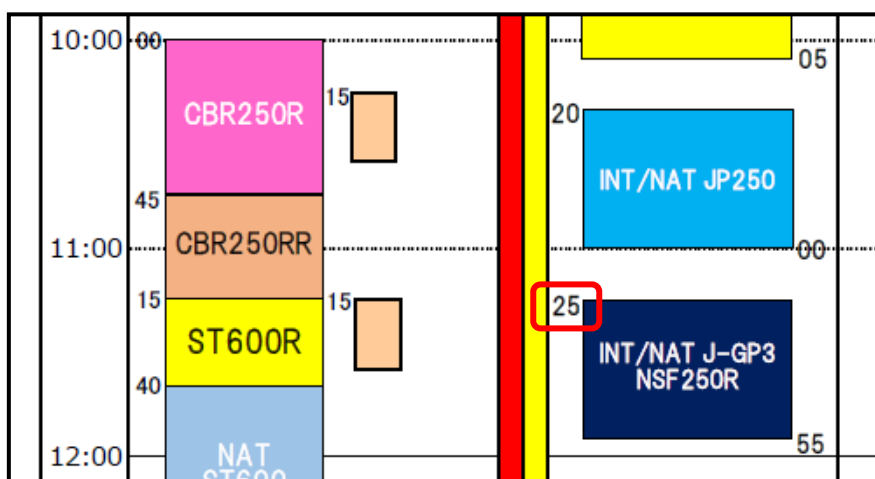 10:00
00
CBR250R
15
45
11:00
CBR250RR
15
ST600R
15
40
12:00
NAT
ST600
05
20
INT/NAT JP250
00
25
INT/NAT J-GP3
NSF250R
55